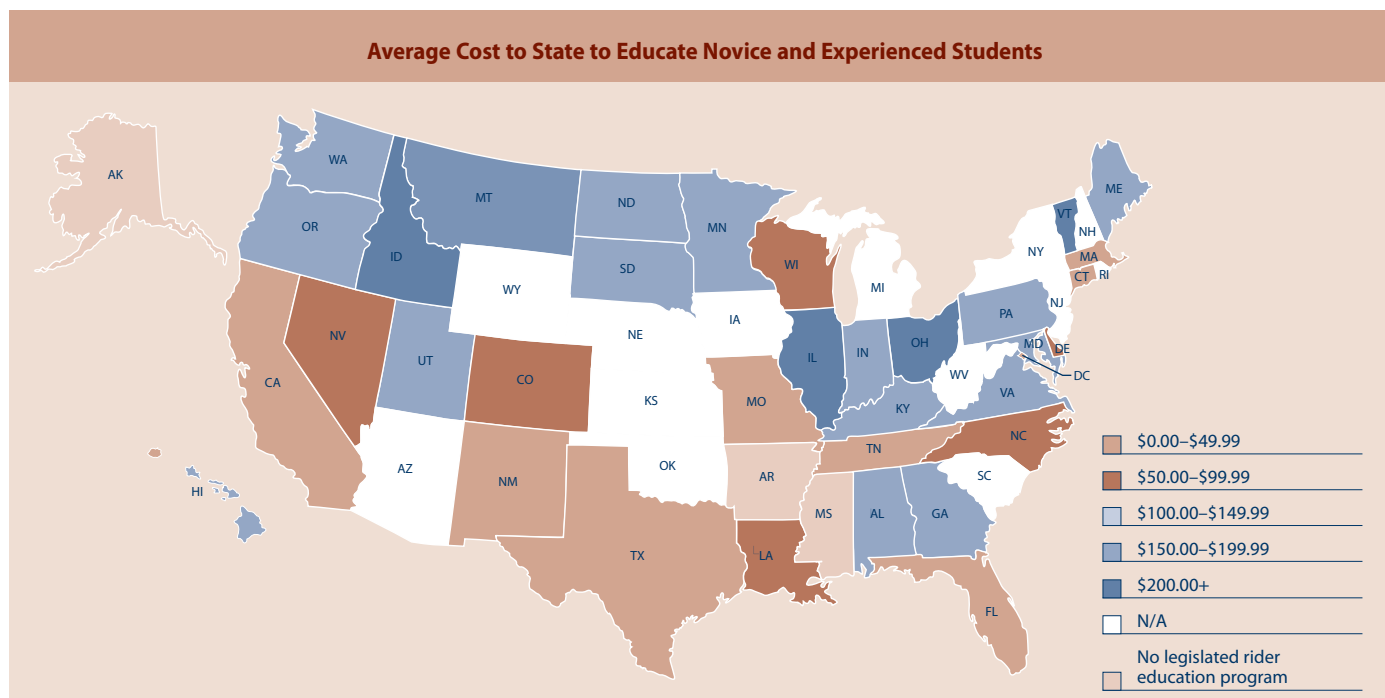 Average Cost to State to Educate Novice and Experienced Students
AK
WA
MT
ND
MN
ME
OR
ID
SD
WI
VT
NH
NY
MA
CT
RI
WY
MI
NV
NE
IA
NJ
PA
UT
CO
IL
IN
OH
MD
DE
DC
CA
KS
MO
WV
VA
KY
NC
TN
AZ
NM
OK
AR
SC
HI
MS
AL
GA
TX
LA
FL
$0.00–$49.99
$50.00–$99.99
$100.00–$149.99
$150.00–$199.99
$200.00+
N/A
No legislated rider
education program